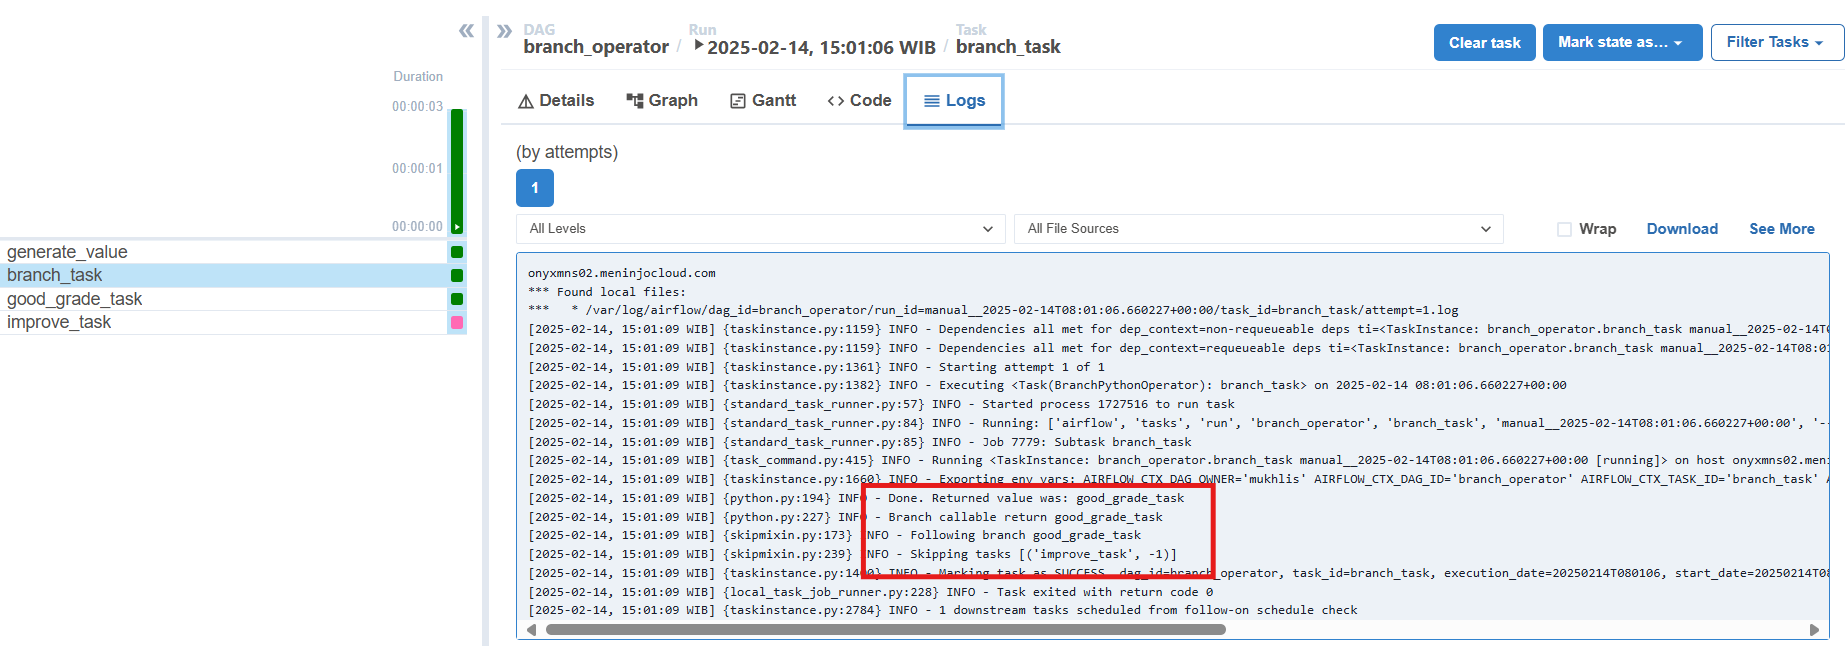 DAG
branch_operator
/
Run
2025-02-14, 15:01:06 WIB
/
Task
branch_task
Clear task
Mark state as...
Filter Tasks
Duration
00:00:03
00:00:01
00:00:00
generate_value
branch_task
good_grade_task
improve_task
Details
Graph
Gantt
Code
Logs
(by attempts)
1
All Levels
All File Sources
Wrap
Download
See More
onyxmns02.meninjocloud.com
*** Found local files:
***   * /var/log/airflow/dag_id=branch_operator/run_id=manual__2025-02-14T08:01:06.660227+00:00/task_id=branch_task/attempt=1.log
[2025-02-14, 15:01:09 WIB] {taskinstance.py:1159} INFO - Dependencies all met for dep_context=non-requeueable deps ti=<TaskInstance: branch_operator.branch_task manual__2025-02-14T0
[2025-02-14, 15:01:09 WIB] {taskinstance.py:1159} INFO - Dependencies all met for dep_context=requeueable deps ti=<TaskInstance: branch_operator.branch_task manual__2025-02-14T08:01
[2025-02-14, 15:01:09 WIB] {taskinstance.py:1361} INFO - Starting attempt 1 of 1
[2025-02-14, 15:01:09 WIB] {taskinstance.py:1382} INFO - Executing <Task(BranchPythonOperator): branch_task> on 2025-02-14 08:01:06.660227+00:00
[2025-02-14, 15:01:09 WIB] {standard_task_runner.py:57} INFO - Started process 1727516 to run task
[2025-02-14, 15:01:09 WIB] {standard_task_runner.py:84} INFO - Running: ['airflow', 'tasks', 'run', 'branch_operator', 'branch_task', 'manual__2025-02-14T08:01:06.660227+00:00', '--
[2025-02-14, 15:01:09 WIB] {standard_task_runner.py:85} INFO - Job 7779: Subtask branch_task
[2025-02-14, 15:01:09 WIB] {task_command.py:415} INFO - Running <TaskInstance: branch_operator.branch_task manual__2025-02-14T08:01:06.660227+00:00 [running]> on host onyxmns02.meni
[2025-02-14, 15:01:09 WIB] {taskinstance.py:1660} INFO - Exporting env vars: AIRFLOW_CTX_DAG_OWNER='mukhlis' AIRFLOW_CTX_DAG_ID='branch_operator' AIRFLOW_CTX_TASK_ID='branch_task' A
[2025-02-14, 15:01:09 WIB] {python.py:194} INFO - Done. Returned value was: good_grade_task
[2025-02-14, 15:01:09 WIB] {python.py:227} INFO - Branch callable return good_grade_task
[2025-02-14, 15:01:09 WIB] {skipmixin.py:173} INFO - Following branch good_grade_task
[2025-02-14, 15:01:09 WIB] {skipmixin.py:239} INFO - Skipping tasks [('improve_task', -1)]
[2025-02-14, 15:01:09 WIB] {taskinstance.py:1400} INFO - Marking task as SUCCESS. dag_id=branch_operator, task_id=branch_task, execution_date=20250214T080106, start_date=20250214T08
[2025-02-14, 15:01:09 WIB] {local_task_job_runner.py:228} INFO - Task exited with return code 0
[2025-02-14, 15:01:09 WIB] {taskinstance.py:2784} INFO - 1 downstream tasks scheduled from follow-on schedule check